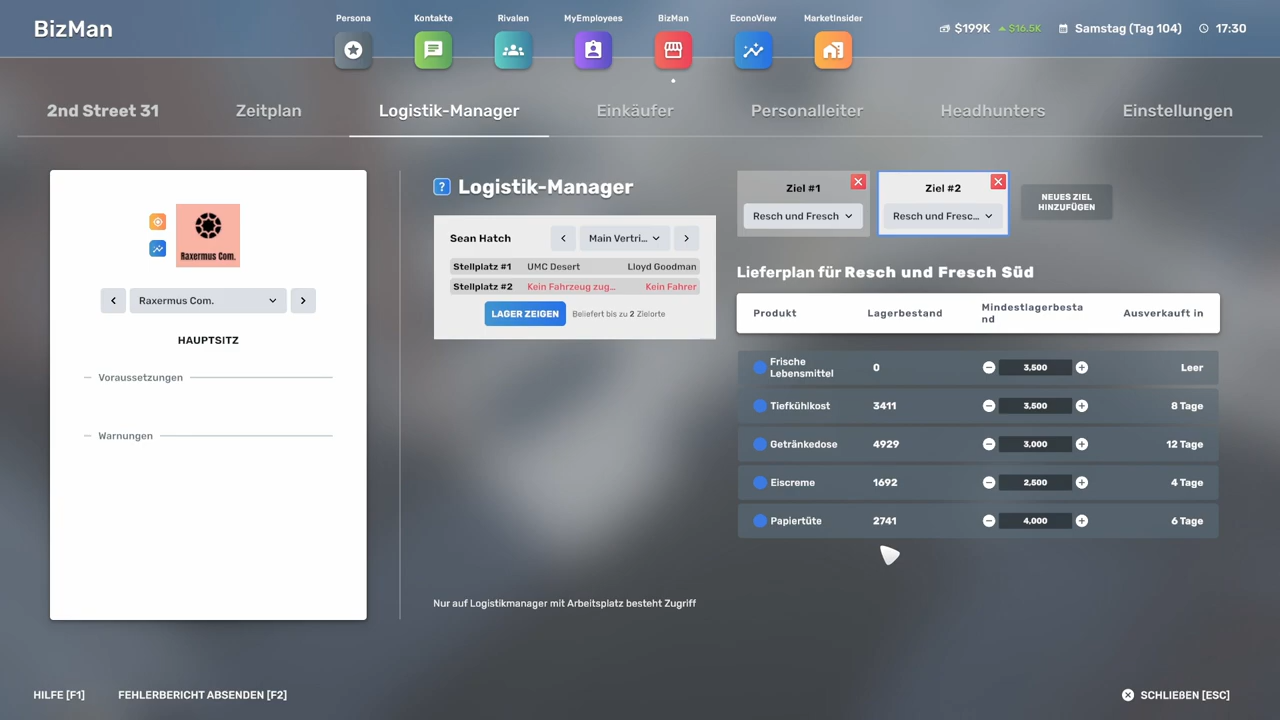 BizMan
Persona
Kontakte
Rivalen
MyEmployees
BizMan
EconoView
MarketInsider
$199K
$16.5K
Samstag (Tag 104)
17:30
2nd Street 31
Zeitplan
Logistik-Manager
Einkäufer
Personalleiter
Headhunters
Einstellungen
Raxermus Com.
Raxermus Com.
HAUPTSITZ
Voraussetzungen
Warnungen
? Logistik-Manager
Sean Hatch
Main Vertri...
Stellplatz #1 UMC Desert Lloyd Goodman
Stellplatz #2 Kein Fahrzeug zug... Kein Fahrer
LAGER ZEIGEN
Beliefert bis zu 2 Zielorte
Nur auf Logistikmanager mit Arbeitsplatz besteht Zugriff
Ziel #1
Resch und Fresch
Ziel #2
Resch und Fresc...
NEUES ZIEL
HINZUFÜGEN
Lieferplan für Resch und Fresch Süd
Produkt
Lagerbestand
Mindestlagerbesta
nd
Ausverkauft in
Frische
Lebensmittel
0
3,500
Leer
Tiefkühlkost 3411 3,500 8 Tage
Getränkedose 4929 3,000 12 Tage
Eiscreme 1692 2,500 4 Tage
Papiertüte 2741 4,000 6 Tage
HILFE [F1]
FEHLERBERICHT ABSENDEN [F2]
SCHLIEẞEN [ESC]